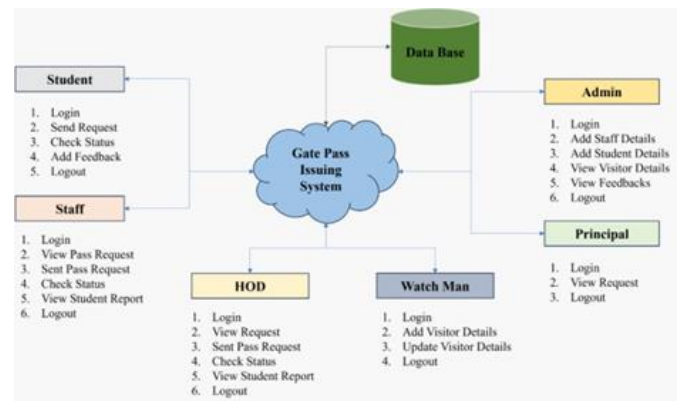 Data Base
Student
1. Login
2. Send Request
3. Check Status
4. Add Feedback
5. Logout
Gate Pass
Issuing
System
Admin
1. Login
2. Add Staff Details
3. Add Student Details
4. View Visitor Details
5. View Feedbacks
6. Logout
Staff
1. Login
2. View Pass Request
3. Sent Pass Request
4. Check Status
5. View Student Report
6. Logout
Principal
1. Login
2. View Request
3. Logout
HOD
1. Login
2. View Request
3. Sent Pass Request
4. Check Status
5. View Student Report
6. Logout
Watch Man
1. Login
2. Add Visitor Details
3. Update Visitor Details
4. Logout